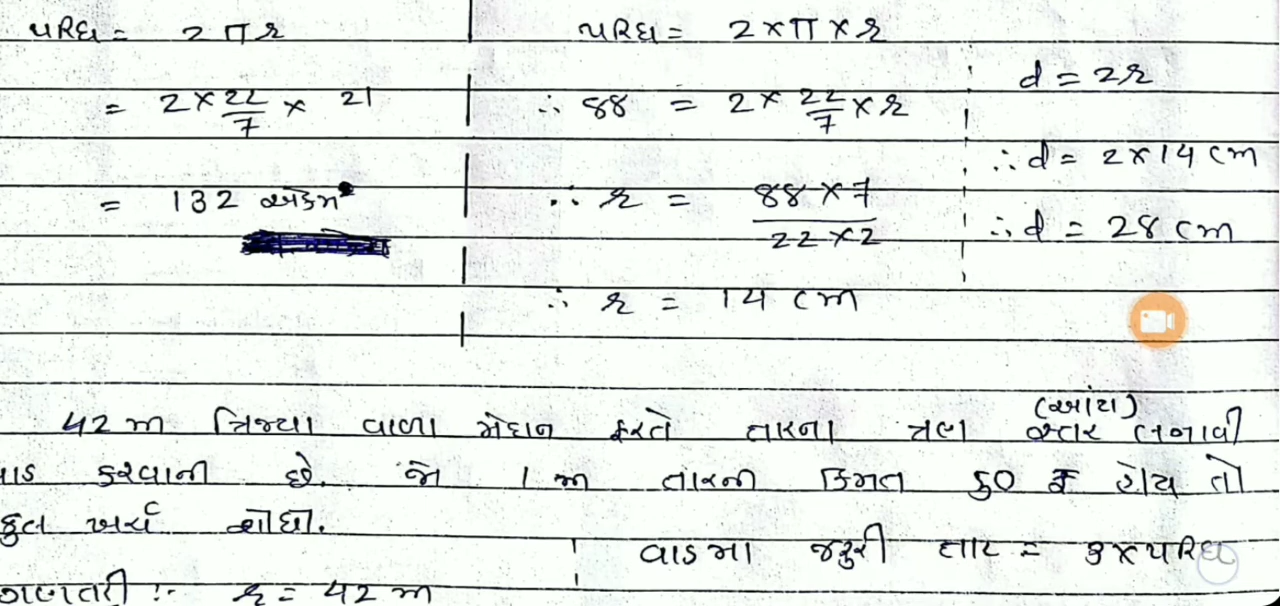 પરિઘ = 2πr
= 2 × 22/7 × 21
= 132 એકમ
પરિઘ = 2 × π × r
∴ 88 = 2 × 22/7 × r
∴ r = 88 × 7 / 22 × 2
∴ r = 14 cm
d = 2r
∴ d = 2 × 14 cm
∴ d = 28 cm
(આંટા)
42 m ત્રિજ્યા વાળા મેદાન ફરતે તારના ત્રણ સ્તર બનાવી
વાડ કરવાની છે. જો 1 m તારની કિંમત ૬0 ₹ હોય તો
કુલ ખર્ચ શોધો.
ગણતરી :- r = 42 m
વાડમા જરૂરી તાર = 3 × પરિઘ